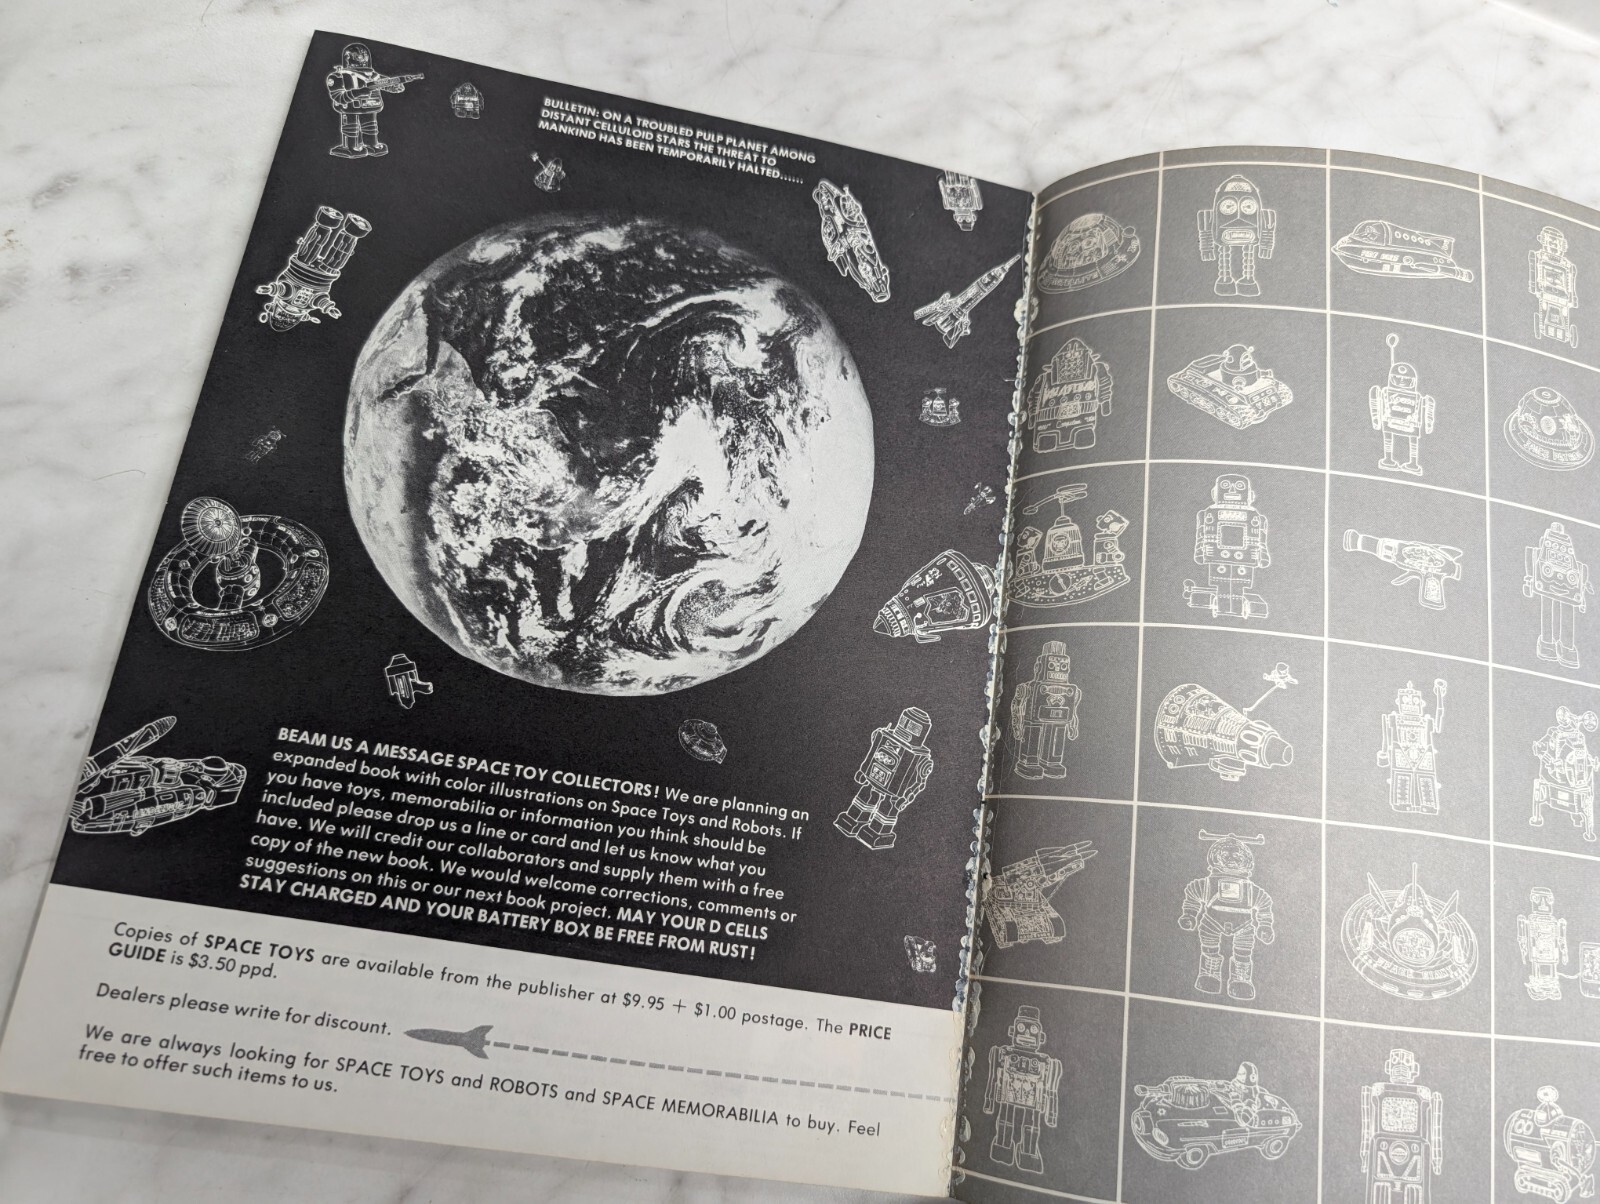 BULLETIN: ON A TROUBLED PULP PLANET AMONG
DISTANT CELLULOID STARS THE THREAT TO
MANKIND HAS BEEN TEMPORARILY HALTED......
BEAM US A MESSAGE SPACE TOY COLLECTORS! We are planning an
expanded book with color illustrations on Space Toys and Robots. If
you have toys, memorabilia or information you think should be
included please drop us a line or card and let us know what you
have. We will credit our collaborators and supply them with a free
copy of the new book. We would welcome corrections, comments or
suggestions on this or our next book project. MAY YOUR D CELLS
STAY CHARGED AND YOUR BATTERY BOX BE FREE FROM RUST!
Copies of SPACE TOYS are available from the publisher at $9.95 + $1.00 postage. The PRICE
GUIDE is $3.50 ppd.
Dealers please write for discount.
We are always looking for SPACE TOYS and ROBOTS and SPACE MEMORABILIA to buy. Feel
free to offer such items to us.